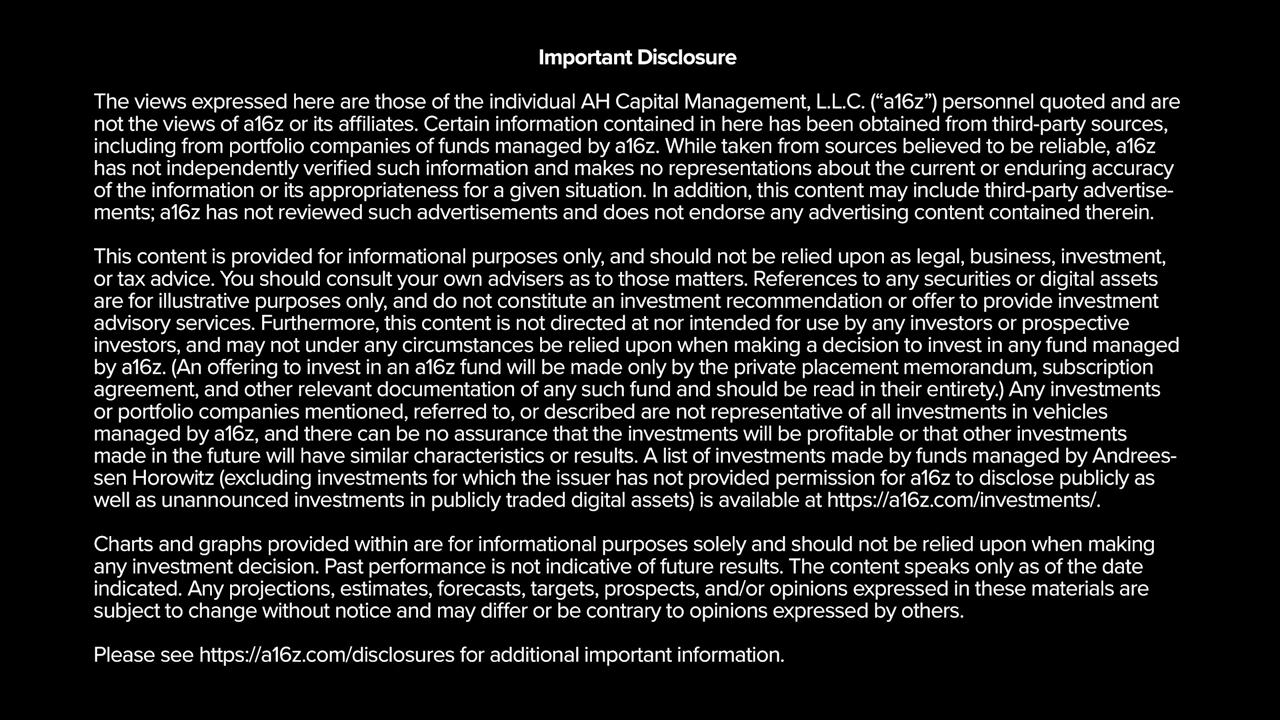 Important Disclosure
The views expressed here are those of the individual AH Capital Management, L.L.C. (“a16z”) personnel quoted and are
not the views of a16z or its affiliates. Certain information contained in here has been obtained from third-party sources,
including from portfolio companies of funds managed by a16z. While taken from sources believed to be reliable, a16z
has not independently verified such information and makes no representations about the current or enduring accuracy
of the information or its appropriateness for a given situation. In addition, this content may include third-party advertise-
ments; a16z has not reviewed such advertisements and does not endorse any advertising content contained therein.
This content is provided for informational purposes only, and should not be relied upon as legal, business, investment,
or tax advice. You should consult your own advisers as to those matters. References to any securities or digital assets
are for illustrative purposes only, and do not constitute an investment recommendation or offer to provide investment
advisory services. Furthermore, this content is not directed at nor intended for use by any investors or prospective
investors, and may not under any circumstances be relied upon when making a decision to invest in any fund managed
by a16z. (An offering to invest in an a16z fund will be made only by the private placement memorandum, subscription
agreement, and other relevant documentation of any such fund and should be read in their entirety.) Any investments
or portfolio companies mentioned, referred to, or described are not representative of all investments in vehicles
managed by a16z, and there can be no assurance that the investments will be profitable or that other investments
made in the future will have similar characteristics or results. A list of investments made by funds managed by Andrees-
sen Horowitz (excluding investments for which the issuer has not provided permission for a16z to disclose publicly as
well as unannounced investments in publicly traded digital assets) is available at https://a16z.com/investments/.
Charts and graphs provided within are for informational purposes solely and should not be relied upon when making
any investment decision. Past performance is not indicative of future results. The content speaks only as of the date
indicated. Any projections, estimates, forecasts, targets, prospects, and/or opinions expressed in these materials are
subject to change without notice and may differ or be contrary to opinions expressed by others.
Please see https://a16z.com/disclosures for additional important information.